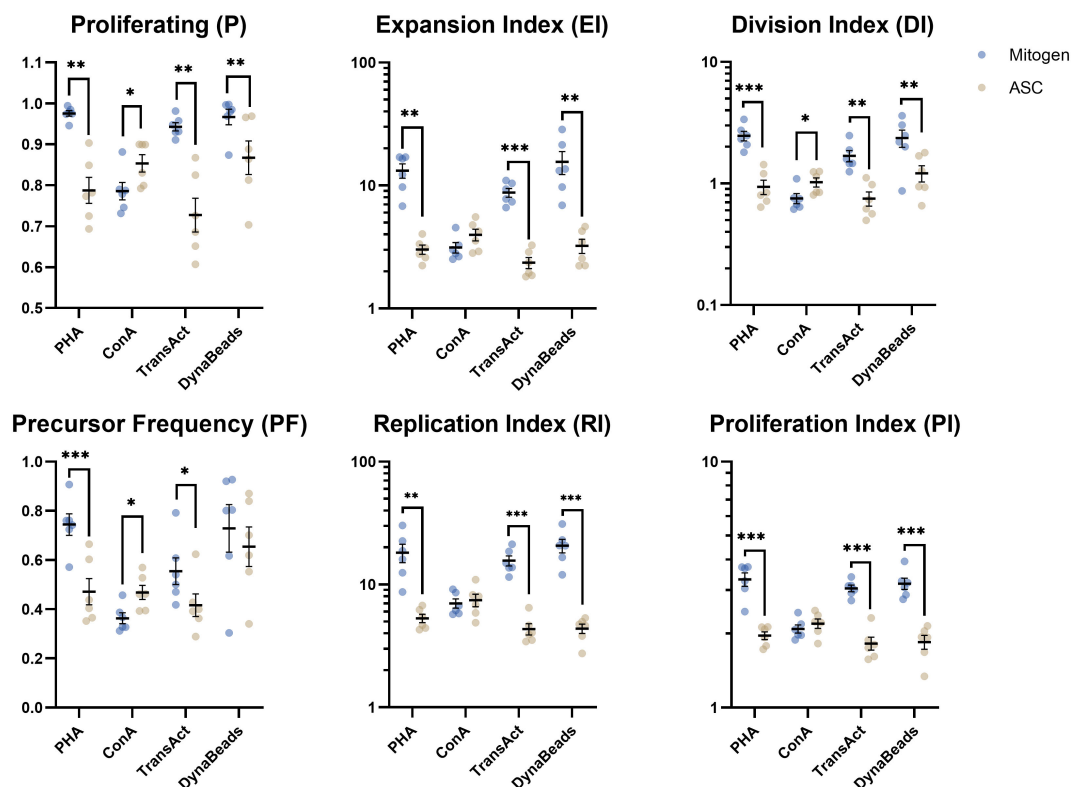 Proliferating (P)
1.1
1.0
0.9
0.8
0.7
0.6
0.5
**
*
**
**
PHA
ConA
TransAct
DynaBeads
Expansion Index (EI)
100
10
1
**
***
**
PHA
ConA
TransAct
DynaBeads
Division Index (DI)
10
1
0.1
***
*
**
**
PHA
ConA
TransAct
DynaBeads
Mitogen
ASC
Precursor Frequency (PF)
1.0
0.8
0.6
0.4
0.2
0.0
***
*
*
PHA
ConA
TransAct
DynaBeads
Replication Index (RI)
100
10
1
**
***
***
PHA
ConA
TransAct
DynaBeads
Proliferation Index (PI)
10
1
***
***
***
PHA
ConA
TransAct
DynaBeads